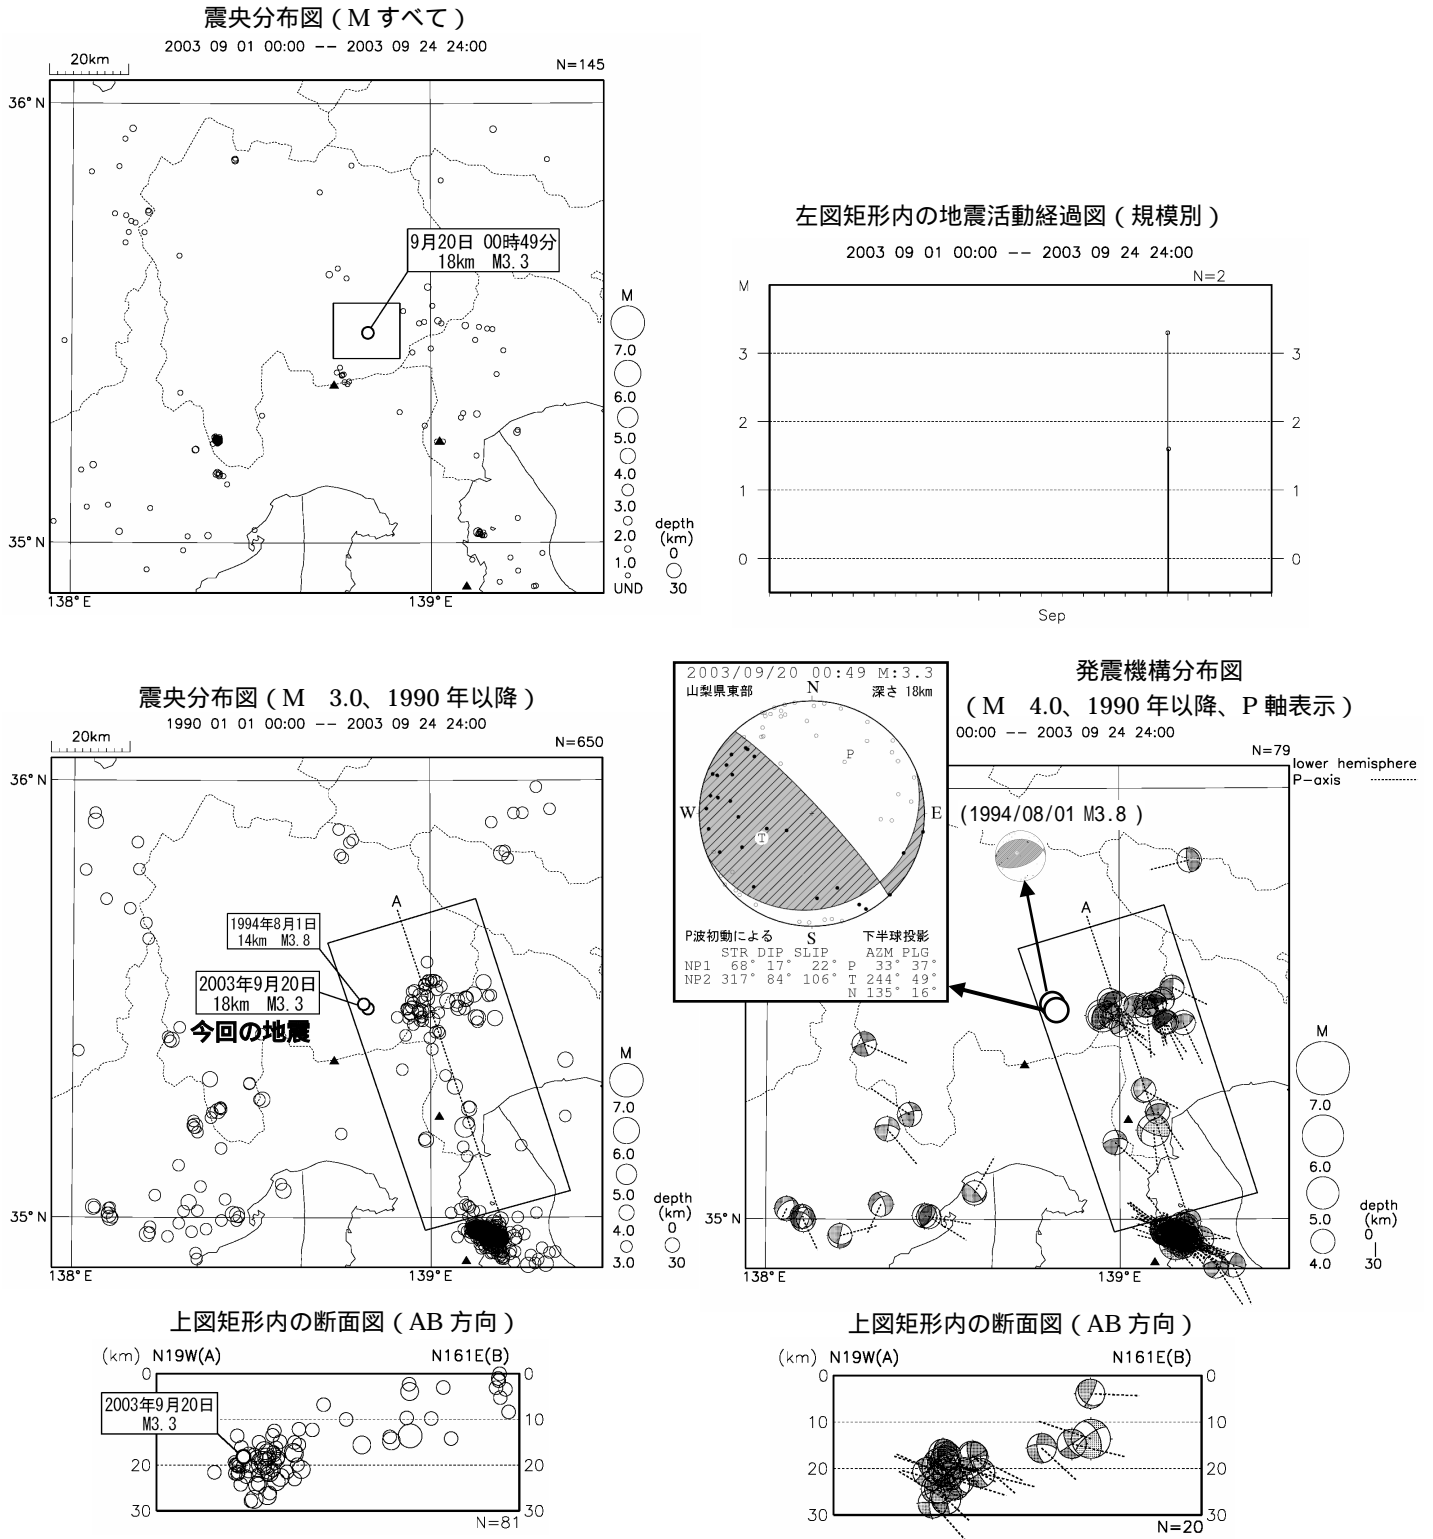 震央分布図（M すべて）
2003 09 01 00:00 -- 2003 09 24 24:00
20km
N=145
36°N
9月20日 00時49分
18km M3.3
35°N
138°E
139°E
M
7.0
6.0
5.0
4.0
3.0
2.0
1.0
UND
depth
(km)
0
30
左図矩形内の地震活動経過図（規模別）
2003 09 01 00:00 -- 2003 09 24 24:00
N=2
M
3
3
2
2
1
1
0
0
Sep
震央分布図（M　3.0、1990 年以降）
1990 01 01 00:00 -- 2003 09 24 24:00
20km
N=650
36°N
A
1994年8月1日
14km M3.8
2003年9月20日
18km M3.3
今回の地震
35°N
138°E
139°E
M
7.0
6.0
5.0
4.0
3.0
depth
(km)
0
30
2003/09/20 00:49 M:3.3
山梨県東部
N
深さ 18km
P
W
E
T
P波初動による
S
下半球投影
STR DIP SLIP AZM PLG
NP1 68° 17° 22° P 33° 37°
NP2 317° 84° 106° T 244° 49°
N 135° 16°
発震機構分布図
（M　4.0、1990 年以降、P 軸表示）
00:00 -- 2003 09 24 24:00
N=79
lower hemisphere
P-axis
(1994/08/01 M3.8 )
A
35°N
138°E
139°E
M
7.0
6.0
5.0
4.0
depth
(km)
0
30
上図矩形内の断面図（AB 方向）
(km) N19W(A)
N161E(B)
0
0
2003年9月20日
M3.3
10
20
20
30
30
N=81
上図矩形内の断面図（AB 方向）
(km) N19W(A)
N161E(B)
0
0
10
10
20
20
30
30
N=20